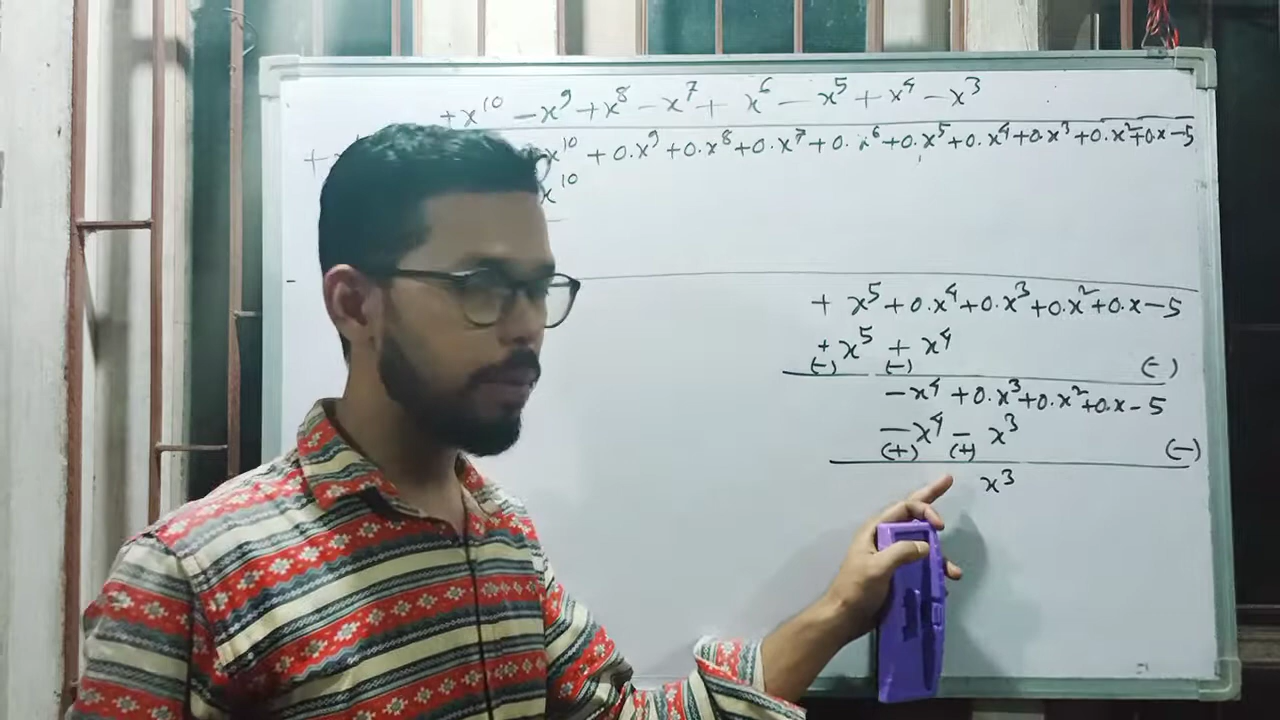 +x¹⁰ -x⁹ +x⁸ -x⁷ + x⁶ - x⁵ + x⁴ - x³
x¹⁰ + 0.x⁹ + 0.x⁸ + 0.x⁷ + 0.x⁶ + 0.x⁵ + 0.x⁴ + 0.x³ + 0.x² + 0.x - 5
x¹⁰
+ x⁵ + 0.x⁴ + 0.x³ + 0.x² + 0.x - 5
+ x⁵ + x⁴
(-) (-) (-)
-x⁴ + 0.x³ + 0.x² + 0.x - 5
-x⁴ - x³
(+) (+) (-)
x³